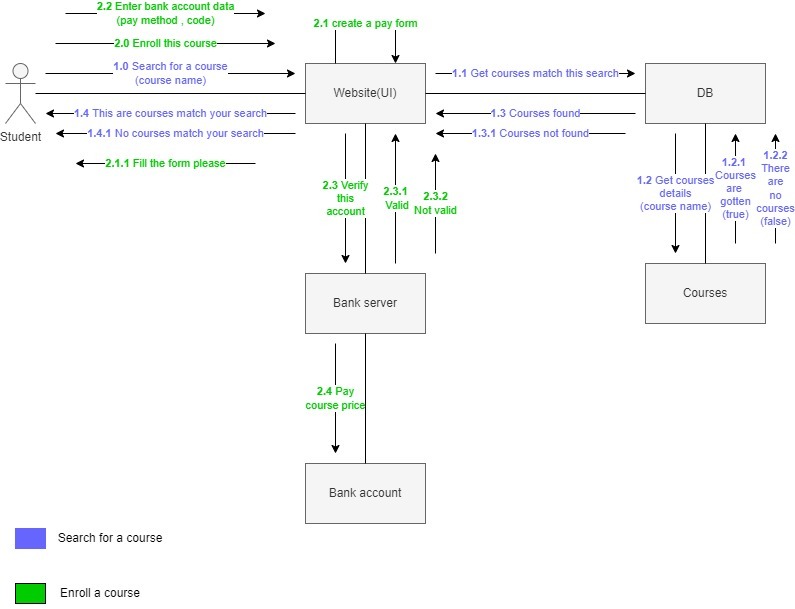 2.2 Enter bank account data
(pay method , code)
2.1 create a pay form
2.0 Enroll this course
1.0 Search for a course
(course name)
1.1 Get courses match this search
Website(UI)
DB
1.4 This are courses match your search
1.3 Courses found
1.4.1 No courses match your search
1.3.1 Courses not found
Student
2.1.1 Fill the form please
2.3 Verify
this
account
2.3.1
Valid
2.3.2
Not valid
1.2 Get courses
details
(course name)
1.2.1
Courses
are
gotten
(true)
1.2.2
There
are
no
courses
(false)
Bank server
Courses
2.4 Pay
course price
Bank account
Search for a course
Enroll a course